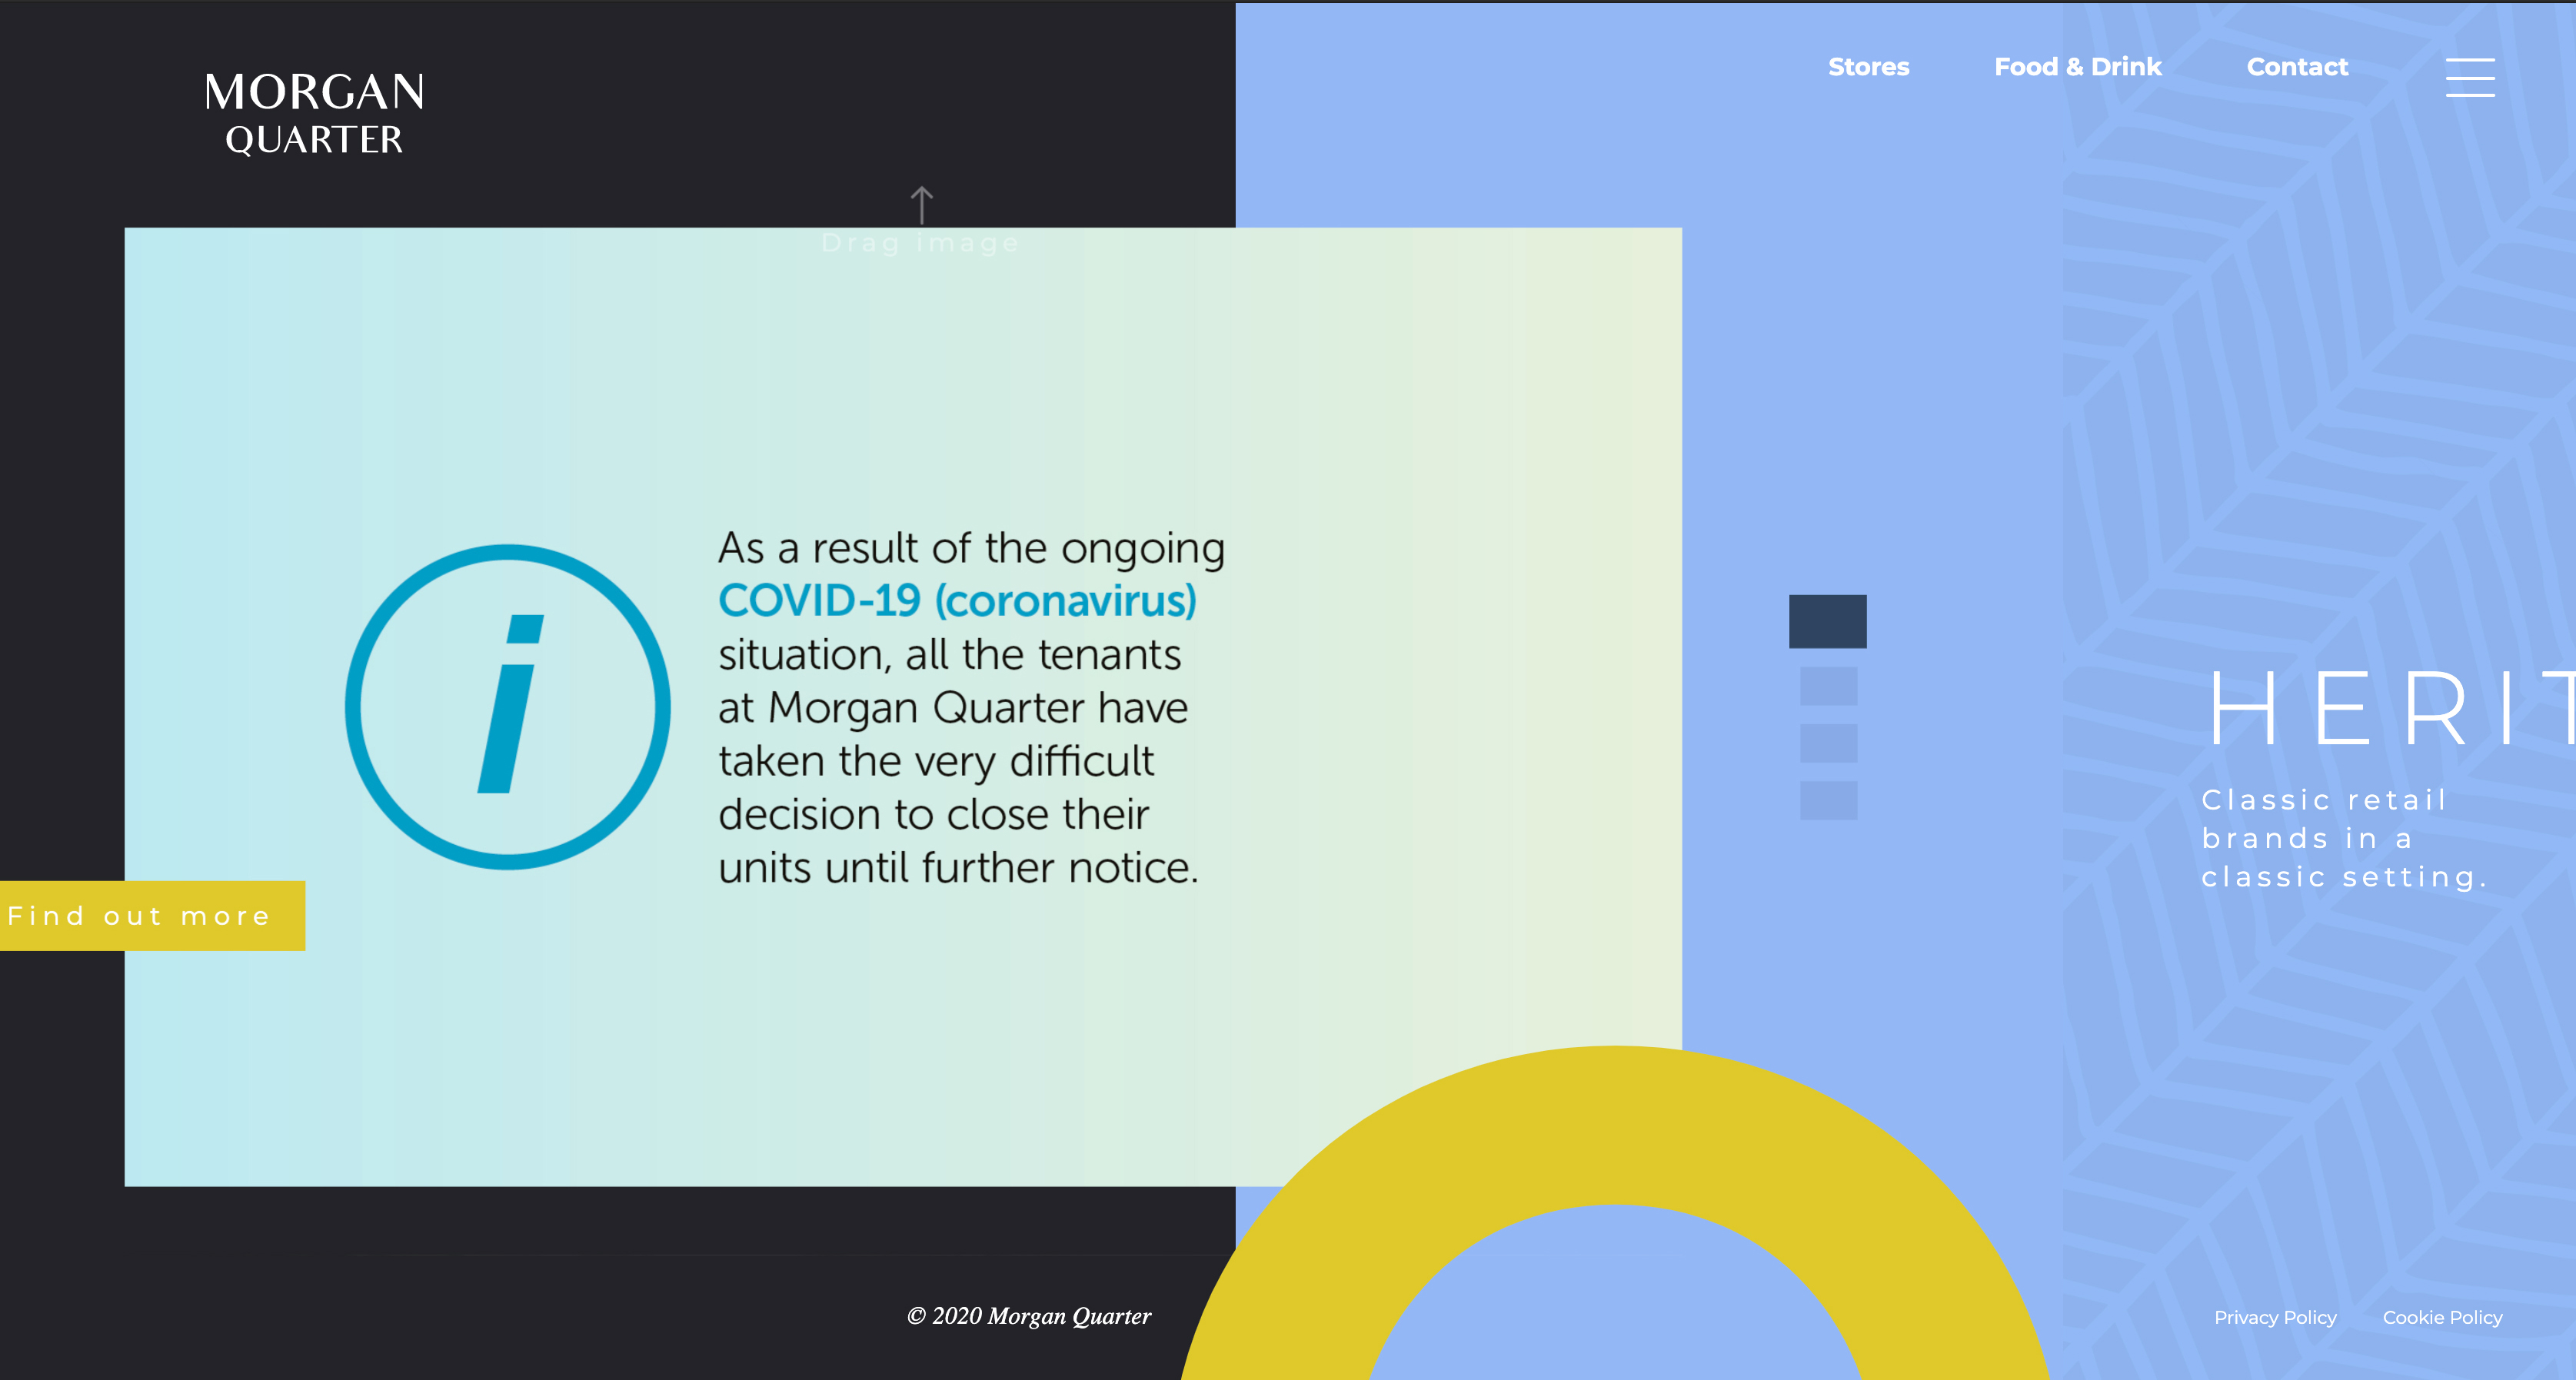 MORGAN
QUARTER
Stores
Food & Drink
Contact
Drag image
As a result of the ongoing
COVID-19 (coronavirus)
situation, all the tenants
at Morgan Quarter have
taken the very difficult
decision to close their
units until further notice.
i
Find out more
HERIT
Classic retail
brands in a
classic setting.
© 2020 Morgan Quarter
Privacy Policy
Cookie Policy